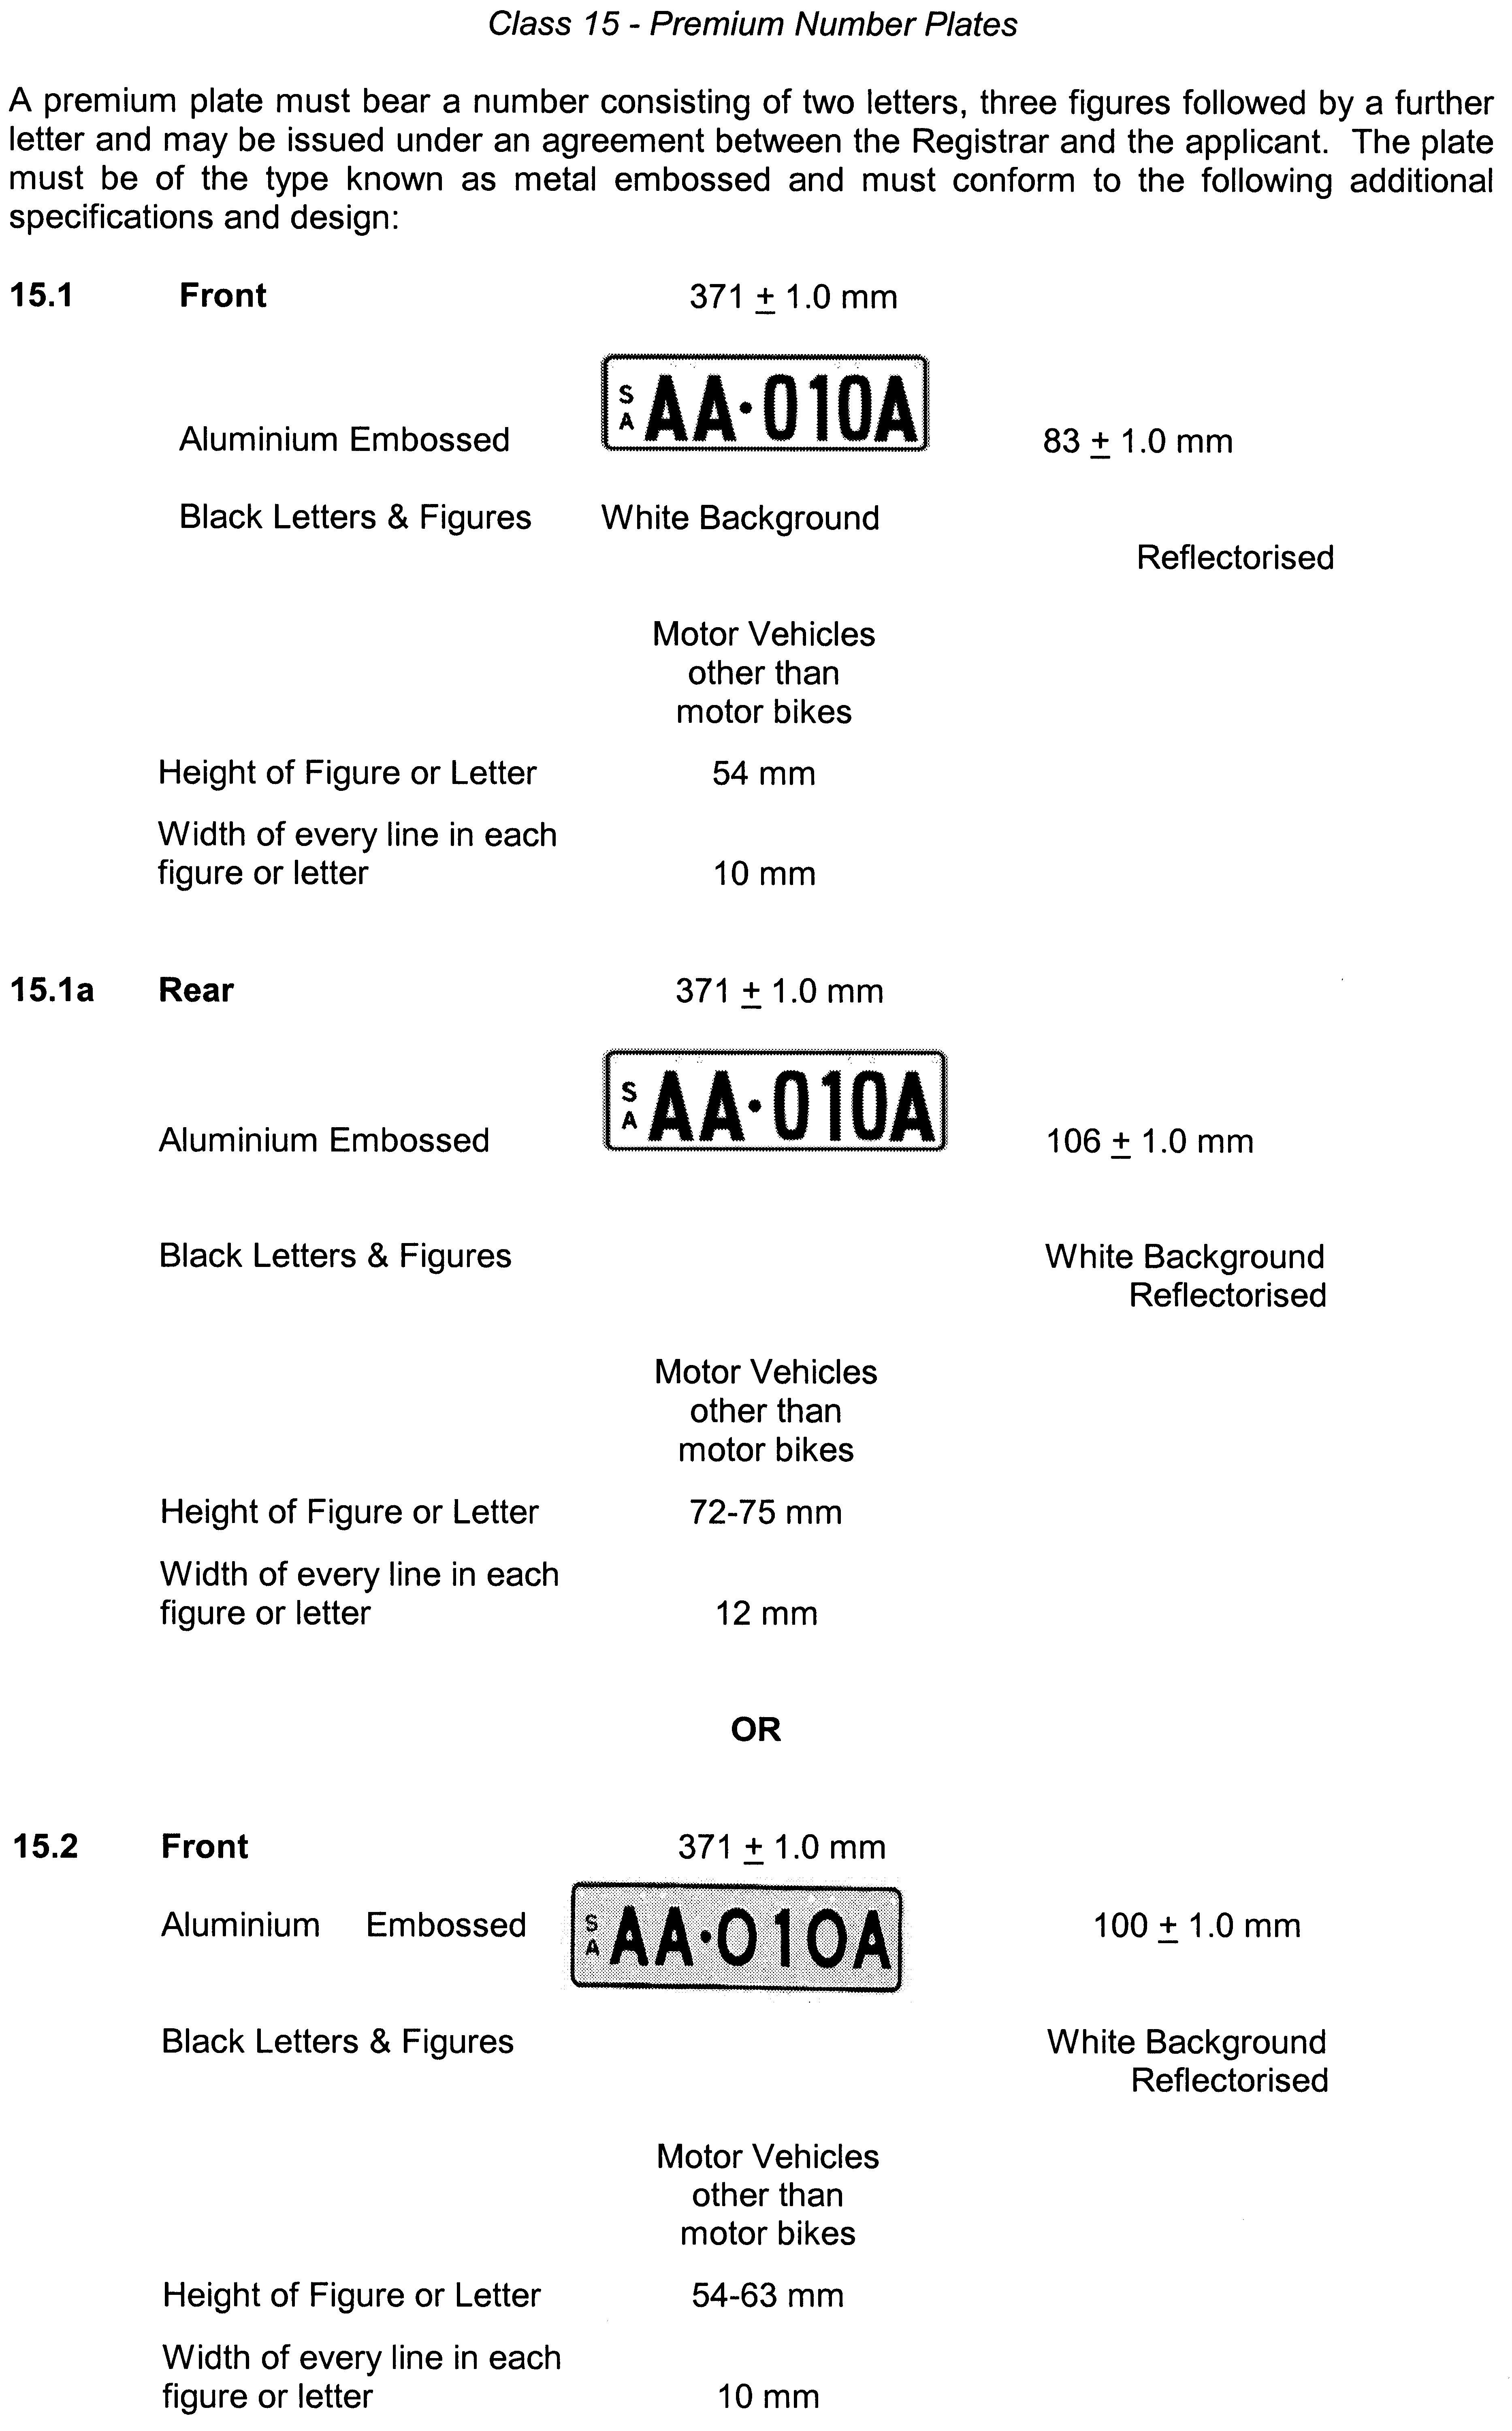 Class 15 - Premium Number Plates
A premium plate must bear a number consisting of two letters, three figures followed by a further
letter and may be issued under an agreement between the Registrar and the applicant. The plate
must be of the type known as metal embossed and must conform to the following additional
specifications and design:
15.1 Front 371 ± 1.0 mm
SA AA·010A
Aluminium Embossed 83 ± 1.0 mm
Black Letters & Figures White Background
Reflectorised
Motor Vehicles
other than
motor bikes
Height of Figure or Letter 54 mm
Width of every line in each
figure or letter 10 mm
15.1a Rear 371 ± 1.0 mm
SA AA·010A
Aluminium Embossed 106 ± 1.0 mm
Black Letters & Figures White Background
Reflectorised
Motor Vehicles
other than
motor bikes
Height of Figure or Letter 72-75 mm
Width of every line in each
figure or letter 12 mm
OR
15.2 Front 371 ± 1.0 mm
Aluminium Embossed SA AA·010A 100 ± 1.0 mm
Black Letters & Figures White Background
Reflectorised
Motor Vehicles
other than
motor bikes
Height of Figure or Letter 54-63 mm
Width of every line in each
figure or letter 10 mm